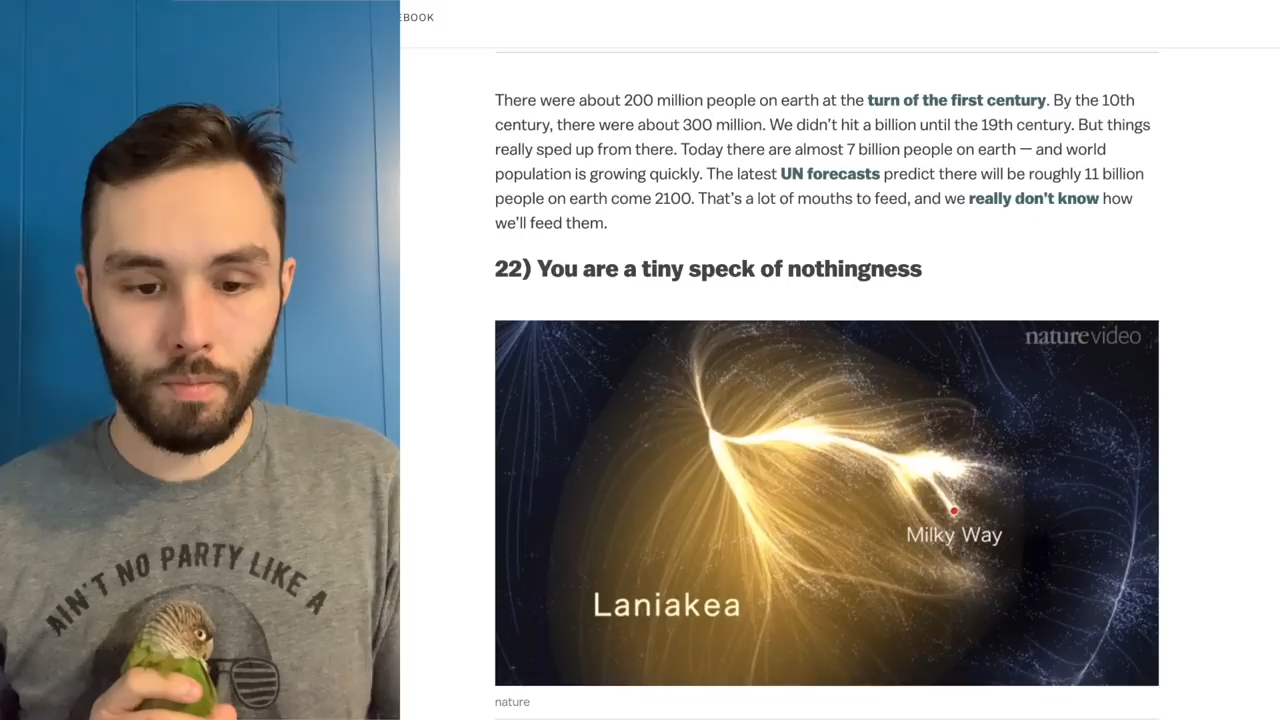 EBOOK
There were about 200 million people on earth at the turn of the first century. By the 10th
century, there were about 300 million. We didn't hit a billion until the 19th century. But things
really sped up from there. Today there are almost 7 billion people on earth — and world
population is growing quickly. The latest UN forecasts predict there will be roughly 11 billion
people on earth come 2100. That's a lot of mouths to feed, and we really don't know how
we'll feed them.
22) You are a tiny speck of nothingness
nature video
Milky Way
Laniakea
nature
AIN'T NO PARTY LIKE A